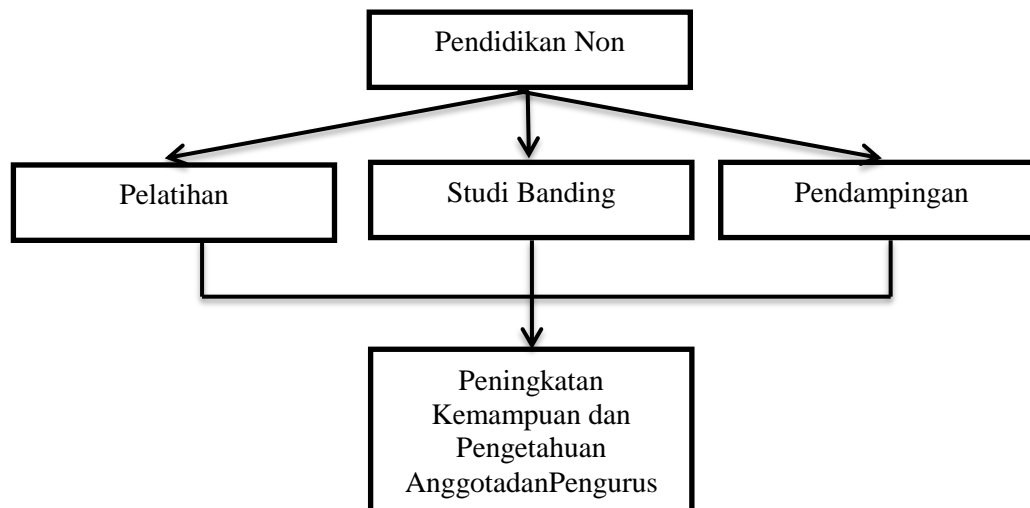 Pendidikan Non
Pelatihan
Studi Banding
Pendampingan
Peningkatan
Kemampuan dan
Pengetahuan
AnggotadanPengurus